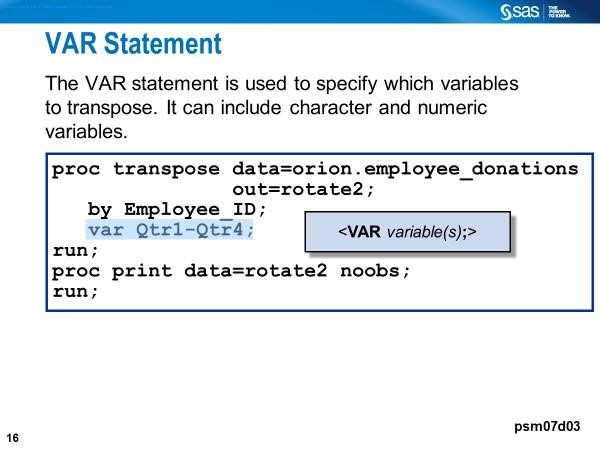 sas THE POWER TO KNOW.
VAR Statement
The VAR statement is used to specify which variables
to transpose. It can include character and numeric
variables.
proc transpose data=orion.employee_donations
out=rotate2;
by Employee_ID;
var Qtr1-Qtr4;
<VAR variable(s);>
run;
proc print data=rotate2 noobs;
run;
psm07d03
16